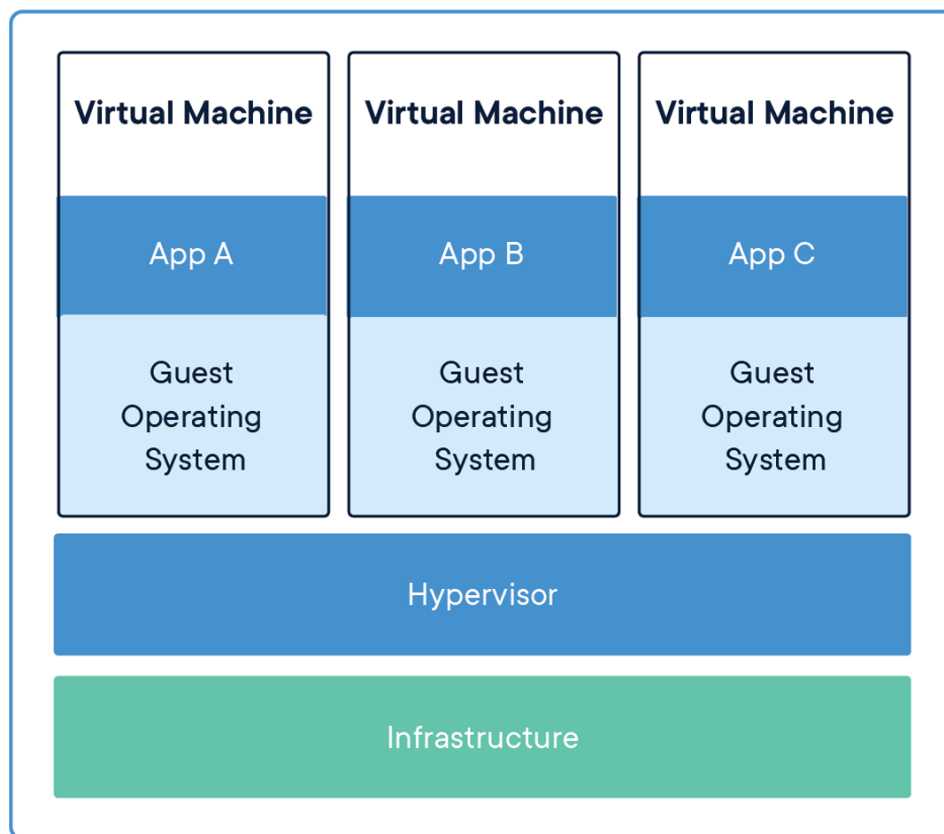 Virtual Machine
Virtual Machine
Virtual Machine
App A
App B
App C
Guest
Operating
System
Guest
Operating
System
Guest
Operating
System
Hypervisor
Infrastructure